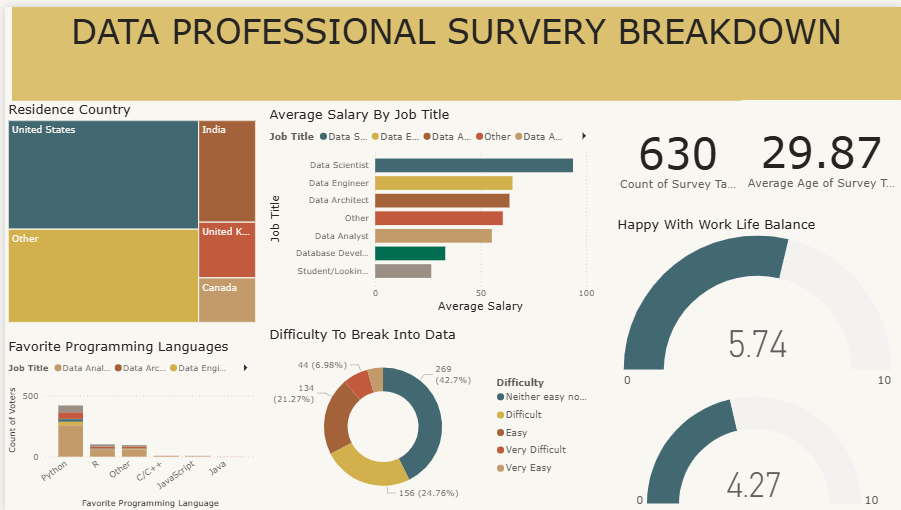 DATA PROFESSIONAL SURVERY BREAKDOWN
Residence Country
United States
India
Other
United K...
Canada
Average Salary By Job Title
Job Title Data S... Data E... Data A... Other Data A...
Job Title
Data Scientist
Data Engineer
Data Architect
Other
Data Analyst
Database Devel...
Student/Lookin...
0 50 100
Average Salary
630
Count of Survey Ta...
29.87
Average Age of Survey T...
Happy With Work Life Balance
5.74
0 10
Favorite Programming Languages
Job Title Data Anal... Data Arc... Data Engi...
Count of Voters
500
0
Python R Other C/C++ JavaScript Java
Favorite Programming Language
Difficulty To Break Into Data
44 (6.98%)
269
(42.7%)
134
(21.27%)
156 (24.76%)
Difficulty
Neither easy no...
Difficult
Easy
Very Difficult
Very Easy
4.27
0 10